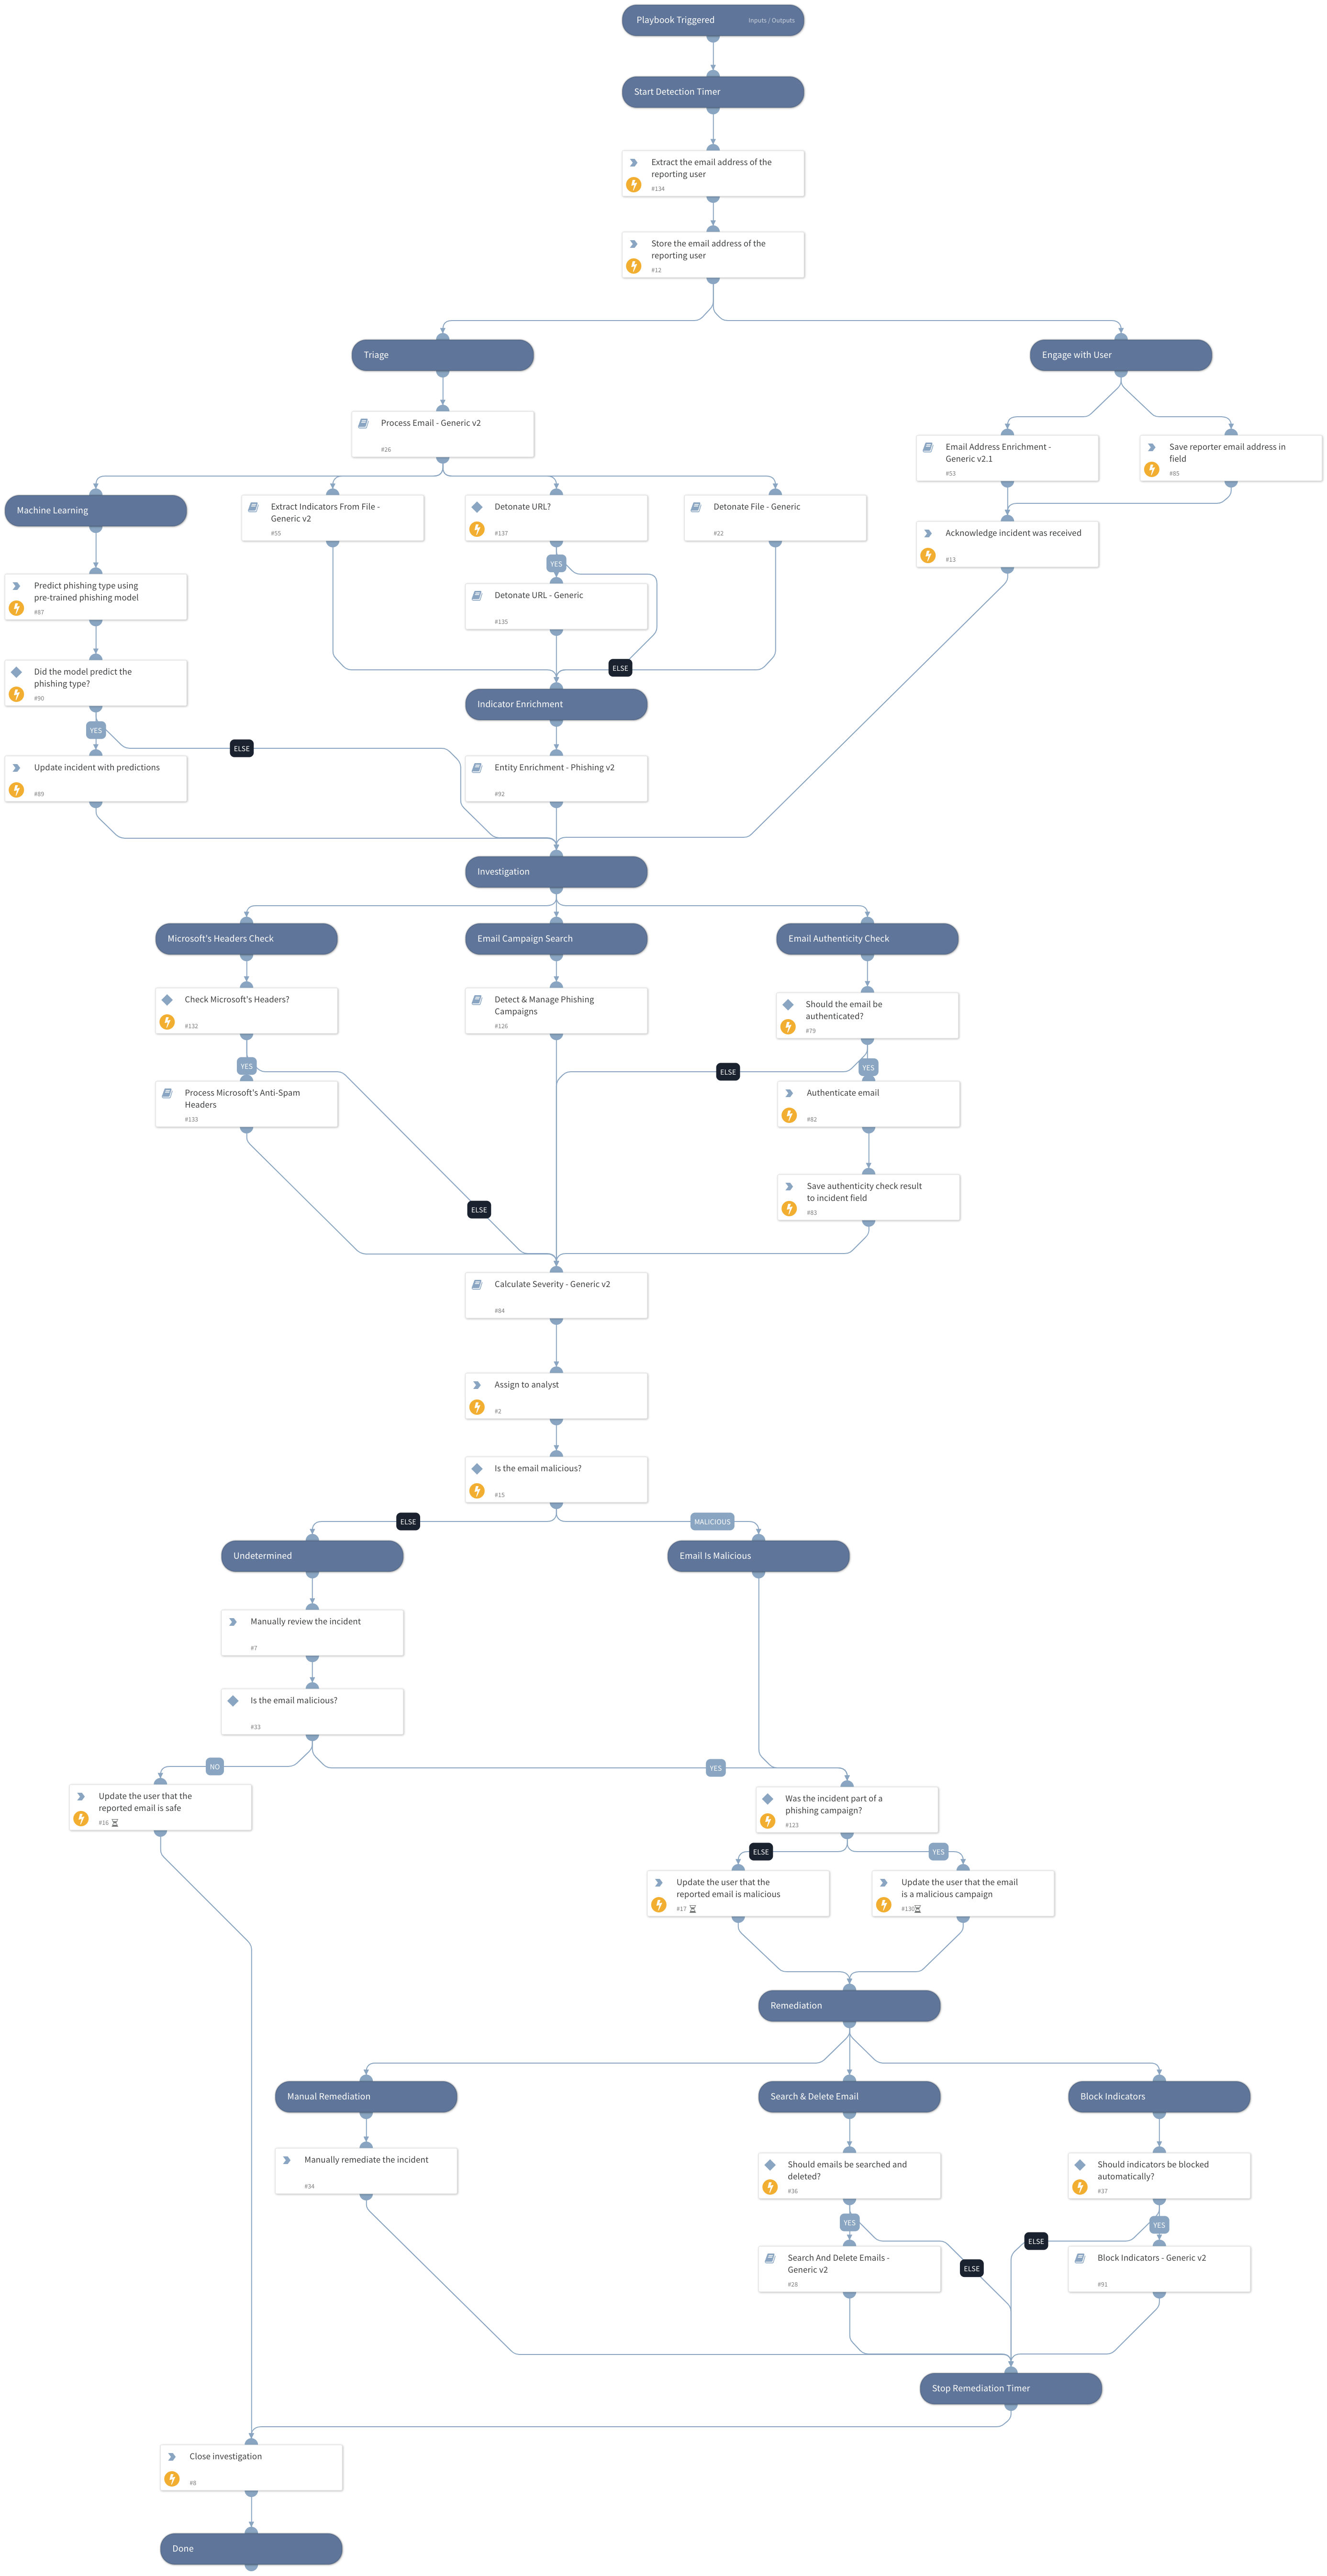 Playbook Triggered
Inputs / Outputs
Start Detection Timer
Extract the email address of the
reporting user
#134
Store the email address of the
reporting user
#12
Triage
Engage with User
Process Email - Generic v2
#26
Email Address Enrichment -
Generic v2.1
#53
Save reporter email address in
field
#85
Machine Learning
Extract Indicators From File -
Generic v2
#55
Detonate URL?
#137
Detonate File - Generic
#22
Acknowledge incident was received
#13
YES
Predict phishing type using
pre-trained phishing model
#87
Detonate URL - Generic
#135
Did the model predict the
phishing type?
#90
ELSE
Indicator Enrichment
YES
ELSE
Update incident with predictions
#89
Entity Enrichment - Phishing v2
#92
Investigation
Microsoft's Headers Check
Email Campaign Search
Email Authenticity Check
Check Microsoft's Headers?
#132
Detect & Manage Phishing
Campaigns
#126
Should the email be
authenticated?
#79
YES
ELSE
YES
Process Microsoft's Anti-Spam
Headers
#133
Authenticate email
#82
Save authenticity check result
to incident field
#83
ELSE
Calculate Severity - Generic v2
#84
Assign to analyst
#2
Is the email malicious?
#15
ELSE
MALICIOUS
Undetermined
Email Is Malicious
Manually review the incident
#7
Is the email malicious?
#33
NO
YES
Update the user that the
reported email is safe
#16
Was the incident part of a
phishing campaign?
#123
ELSE
YES
Update the user that the
reported email is malicious
#17
Update the user that the email
is a malicious campaign
#130
Remediation
Manual Remediation
Search & Delete Email
Block Indicators
Manually remediate the incident
#34
Should emails be searched and
deleted?
#36
Should indicators be blocked
automatically?
#37
YES
YES
ELSE
ELSE
Search And Delete Emails -
Generic v2
#28
Block Indicators - Generic v2
#91
Stop Remediation Timer
Close investigation
#8
Done